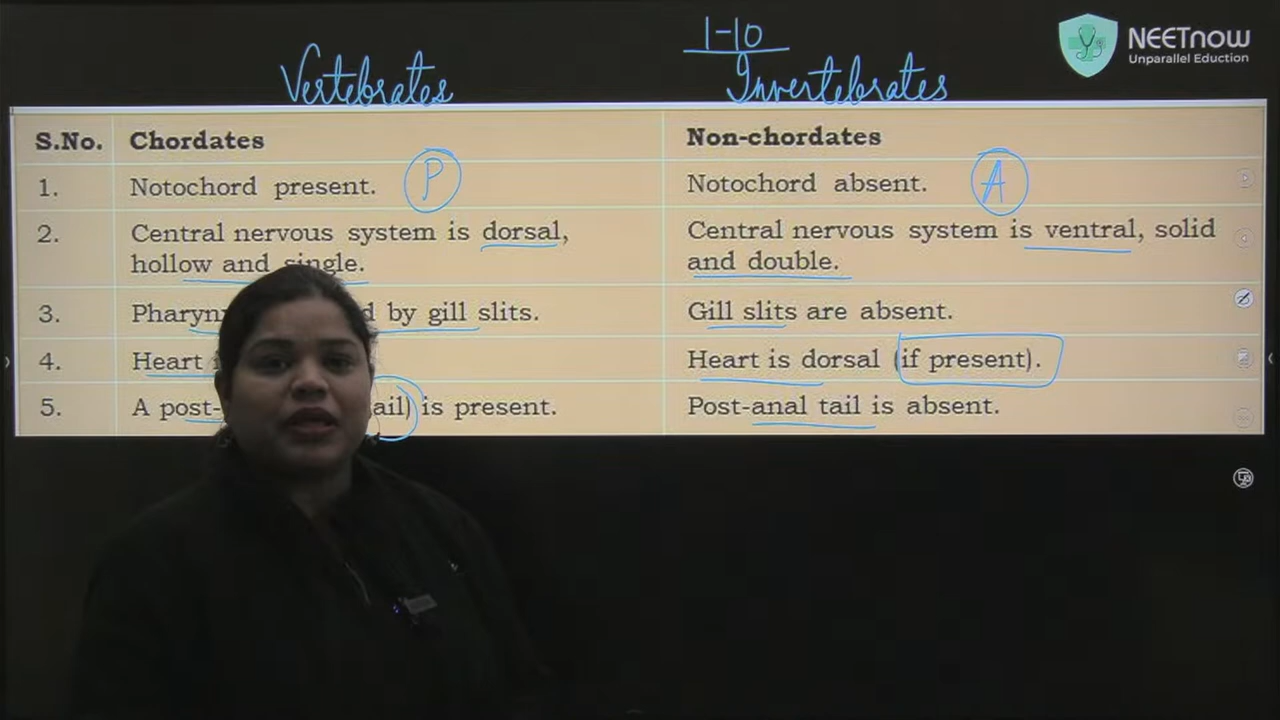 1-10
NEETnow
Unparallel Eduction
Vertebrates
Invertebrates
S.No.
Chordates
Non-chordates
1.
Notochord present.
P
Notochord absent.
A
2.
Central nervous system is dorsal,
hollow and single.
Central nervous system is ventral, solid
and double.
3.
by gill slits.
Gill slits are absent.
4.
Heart
Heart is dorsal (if present).
5.
A post- is present.
Post-anal tail is absent.